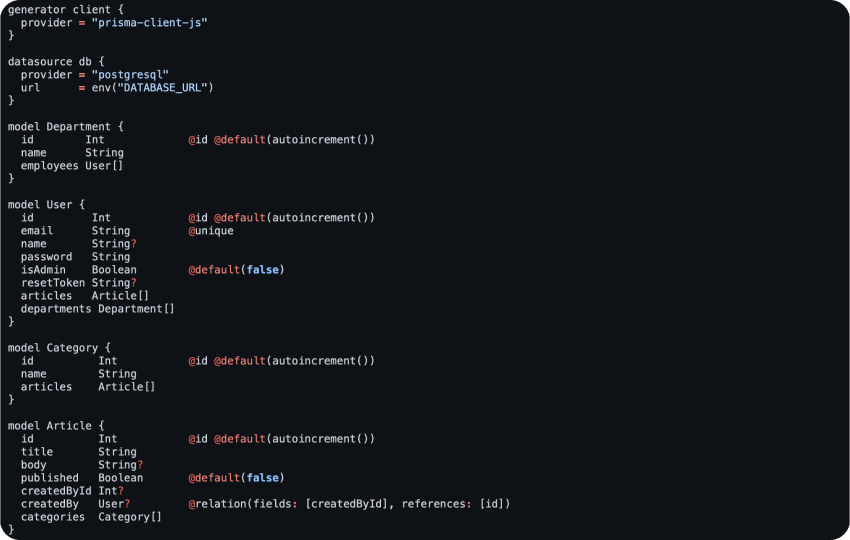 generator client {
  provider = "prisma-client-js"
}

datasource db {
  provider = "postgresql"
  url      = env("DATABASE_URL")
}

model Department {
  id        Int             @id @default(autoincrement())
  name      String
  employees User[]
}

model User {
  id         Int            @id @default(autoincrement())
  email      String         @unique
  name       String?
  password   String
  isAdmin    Boolean        @default(false)
  resetToken String?
  articles   Article[]
  departments Department[]
}

model Category {
  id          Int           @id @default(autoincrement())
  name        String
  articles    Article[]
}

model Article {
  id          Int           @id @default(autoincrement())
  title       String
  body        String?
  published   Boolean       @default(false)
  createdById Int?
  createdBy   User?         @relation(fields: [createdById], references: [id])
  categories  Category[]
}